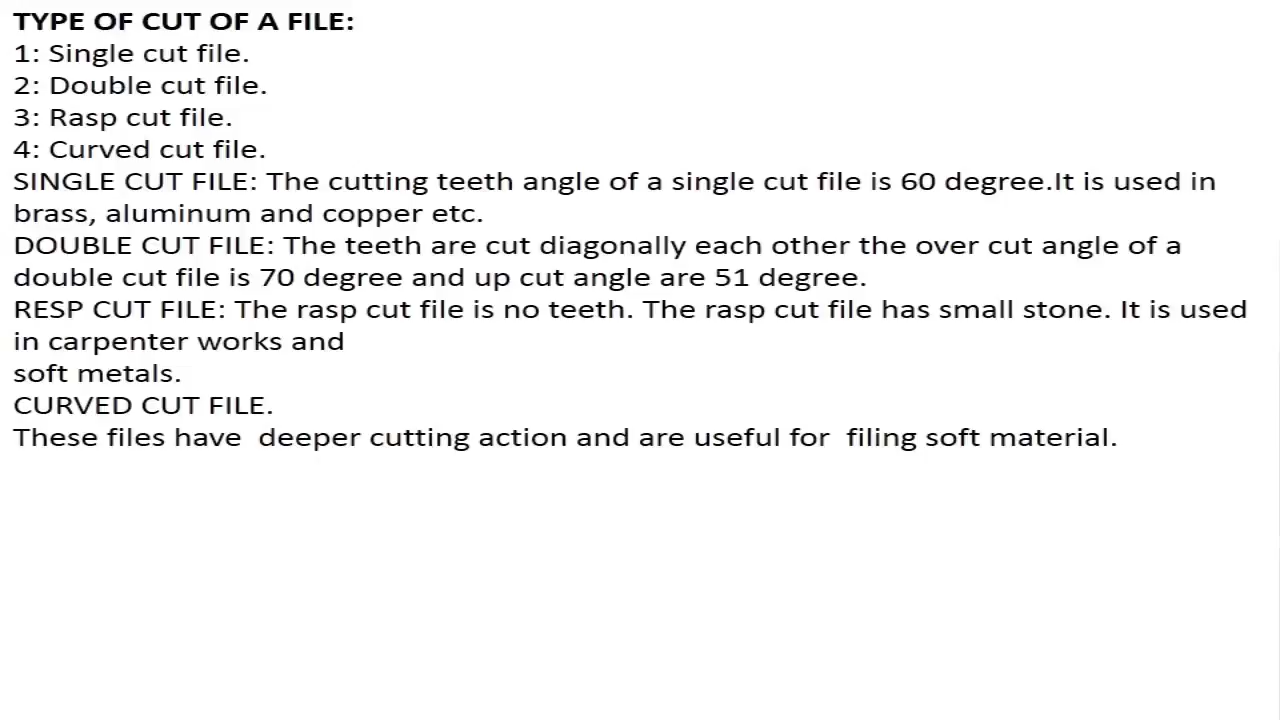 TYPE OF CUT OF A FILE:
1: Single cut file.
2: Double cut file.
3: Rasp cut file.
4: Curved cut file.
SINGLE CUT FILE: The cutting teeth angle of a single cut file is 60 degree.It is used in
brass, aluminum and copper etc.
DOUBLE CUT FILE: The teeth are cut diagonally each other the over cut angle of a
double cut file is 70 degree and up cut angle are 51 degree.
RESP CUT FILE: The rasp cut file is no teeth. The rasp cut file has small stone. It is used
in carpenter works and
soft metals.
CURVED CUT FILE.
These files have  deeper cutting action and are useful for  filing soft material.